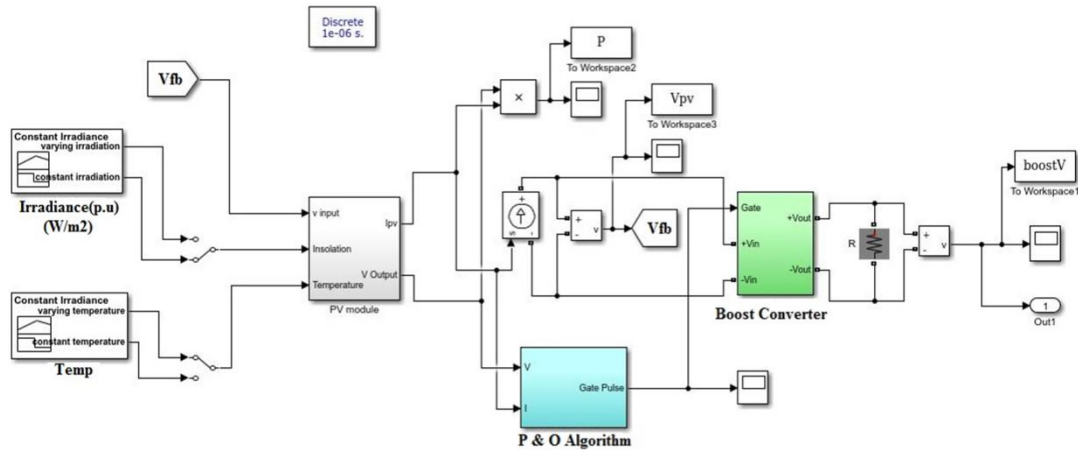 Discrete
1e-06 s.
P
To Workspace2
Vfb
×
Vpv
To Workspace3
Constant Irradiance
varying irradiation
constant irradiation
Irradiance(p.u)
(W/m2)
boostV
To Workspace1
v input
Ipv
Insolation
V Output
Temperature
PV module
+
s
-
+
-
v
Vfb
Gate
+Vout
+Vin
-Vout
-Vin
Boost Converter
R
+
-
v
1
Out1
Constant Irradiance
varying temperature
constant temperature
Temp
V
Gate Pulse
I
P & O Algorithm